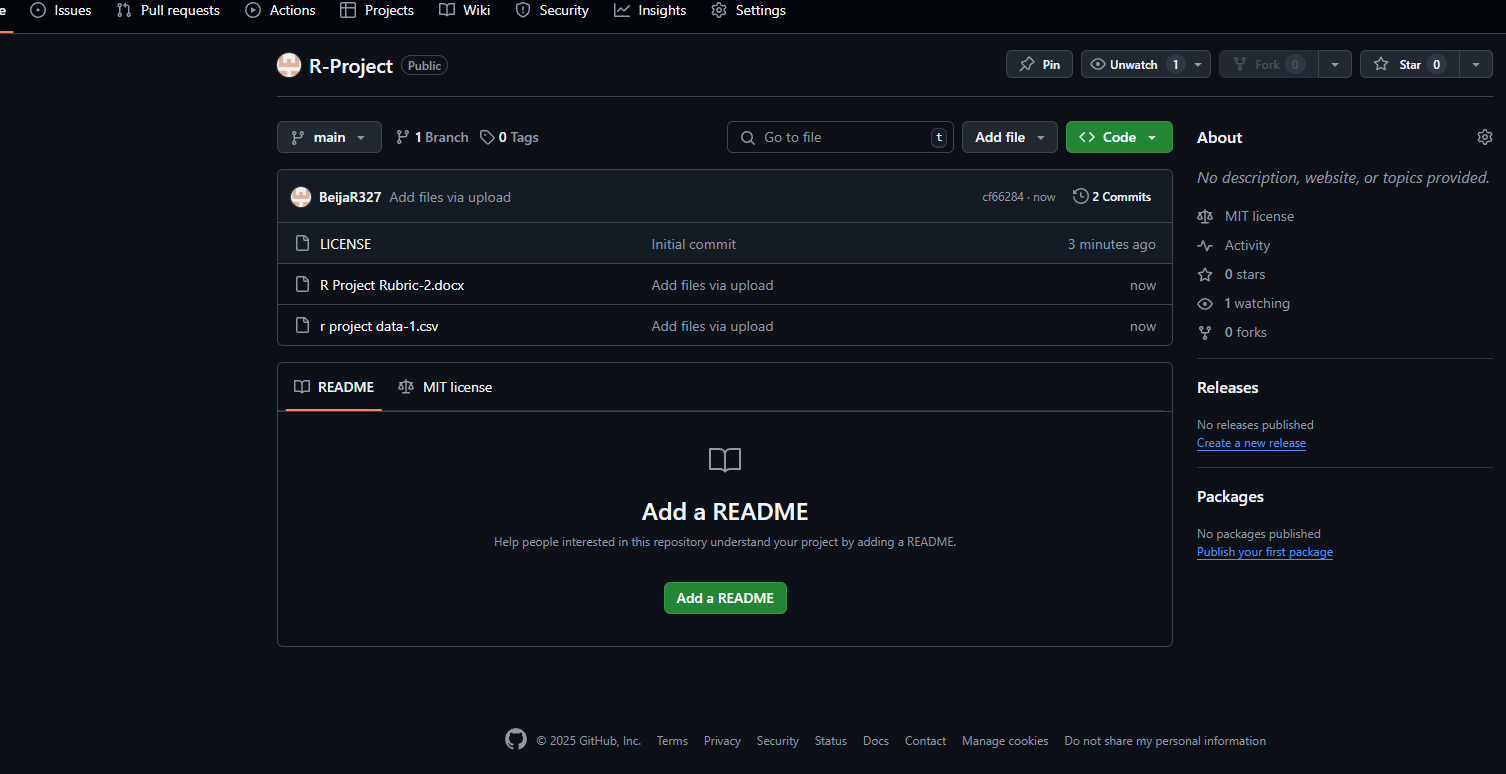 Issues Pull requests Actions Projects Wiki Security Insights Settings
R-Project Public Pin Unwatch 1 Fork 0 Star 0
main 1 Branch 0 Tags Go to file t Add file Code
BeijaR327 Add files via upload cf66284 · now 2 Commits
LICENSE Initial commit 3 minutes ago
R Project Rubric-2.docx Add files via upload now
r project data-1.csv Add files via upload now
README MIT license
Add a README
Help people interested in this repository understand your project by adding a README.
Add a README
About
No description, website, or topics provided.
MIT license
Activity
0 stars
1 watching
0 forks
Releases
No releases published
Create a new release
Packages
No packages published
Publish your first package
© 2025 GitHub, Inc. Terms Privacy Security Status Docs Contact Manage cookies Do not share my personal information